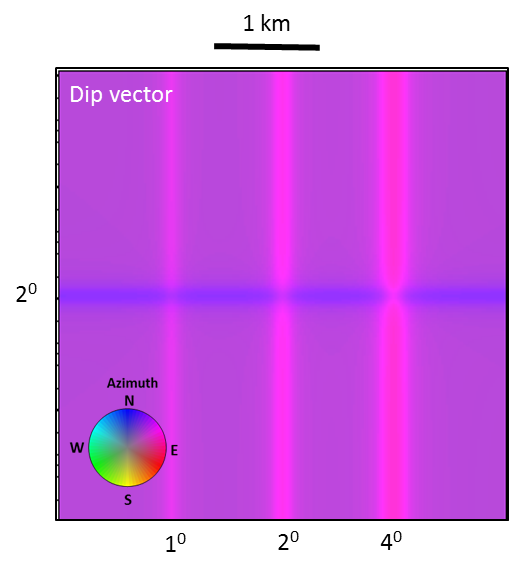 1 km
Dip vector
2⁰
Azimuth
N
W
E
S
1⁰
2⁰
4⁰